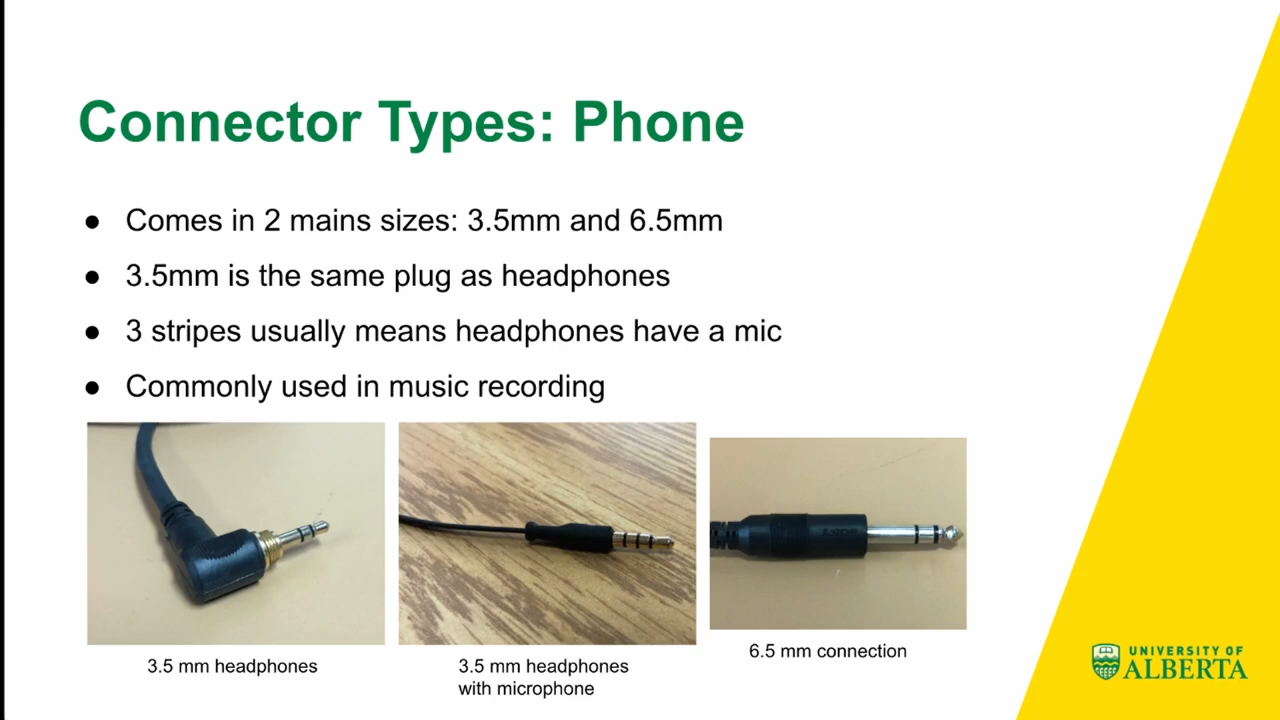 Connector Types: Phone
● Comes in 2 mains sizes: 3.5mm and 6.5mm
● 3.5mm is the same plug as headphones
● 3 stripes usually means headphones have a mic
● Commonly used in music recording
3.5 mm headphones
3.5 mm headphones
with microphone
6.5 mm connection
UNIVERSITY OF
ALBERTA